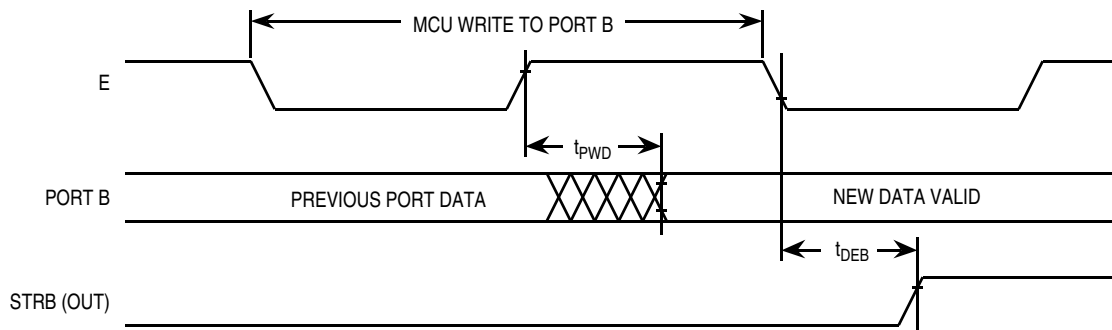 MCU WRITE TO PORT B
E
tPWD
PORT B
PREVIOUS PORT DATA
NEW DATA VALID
tDEB
STRB (OUT)